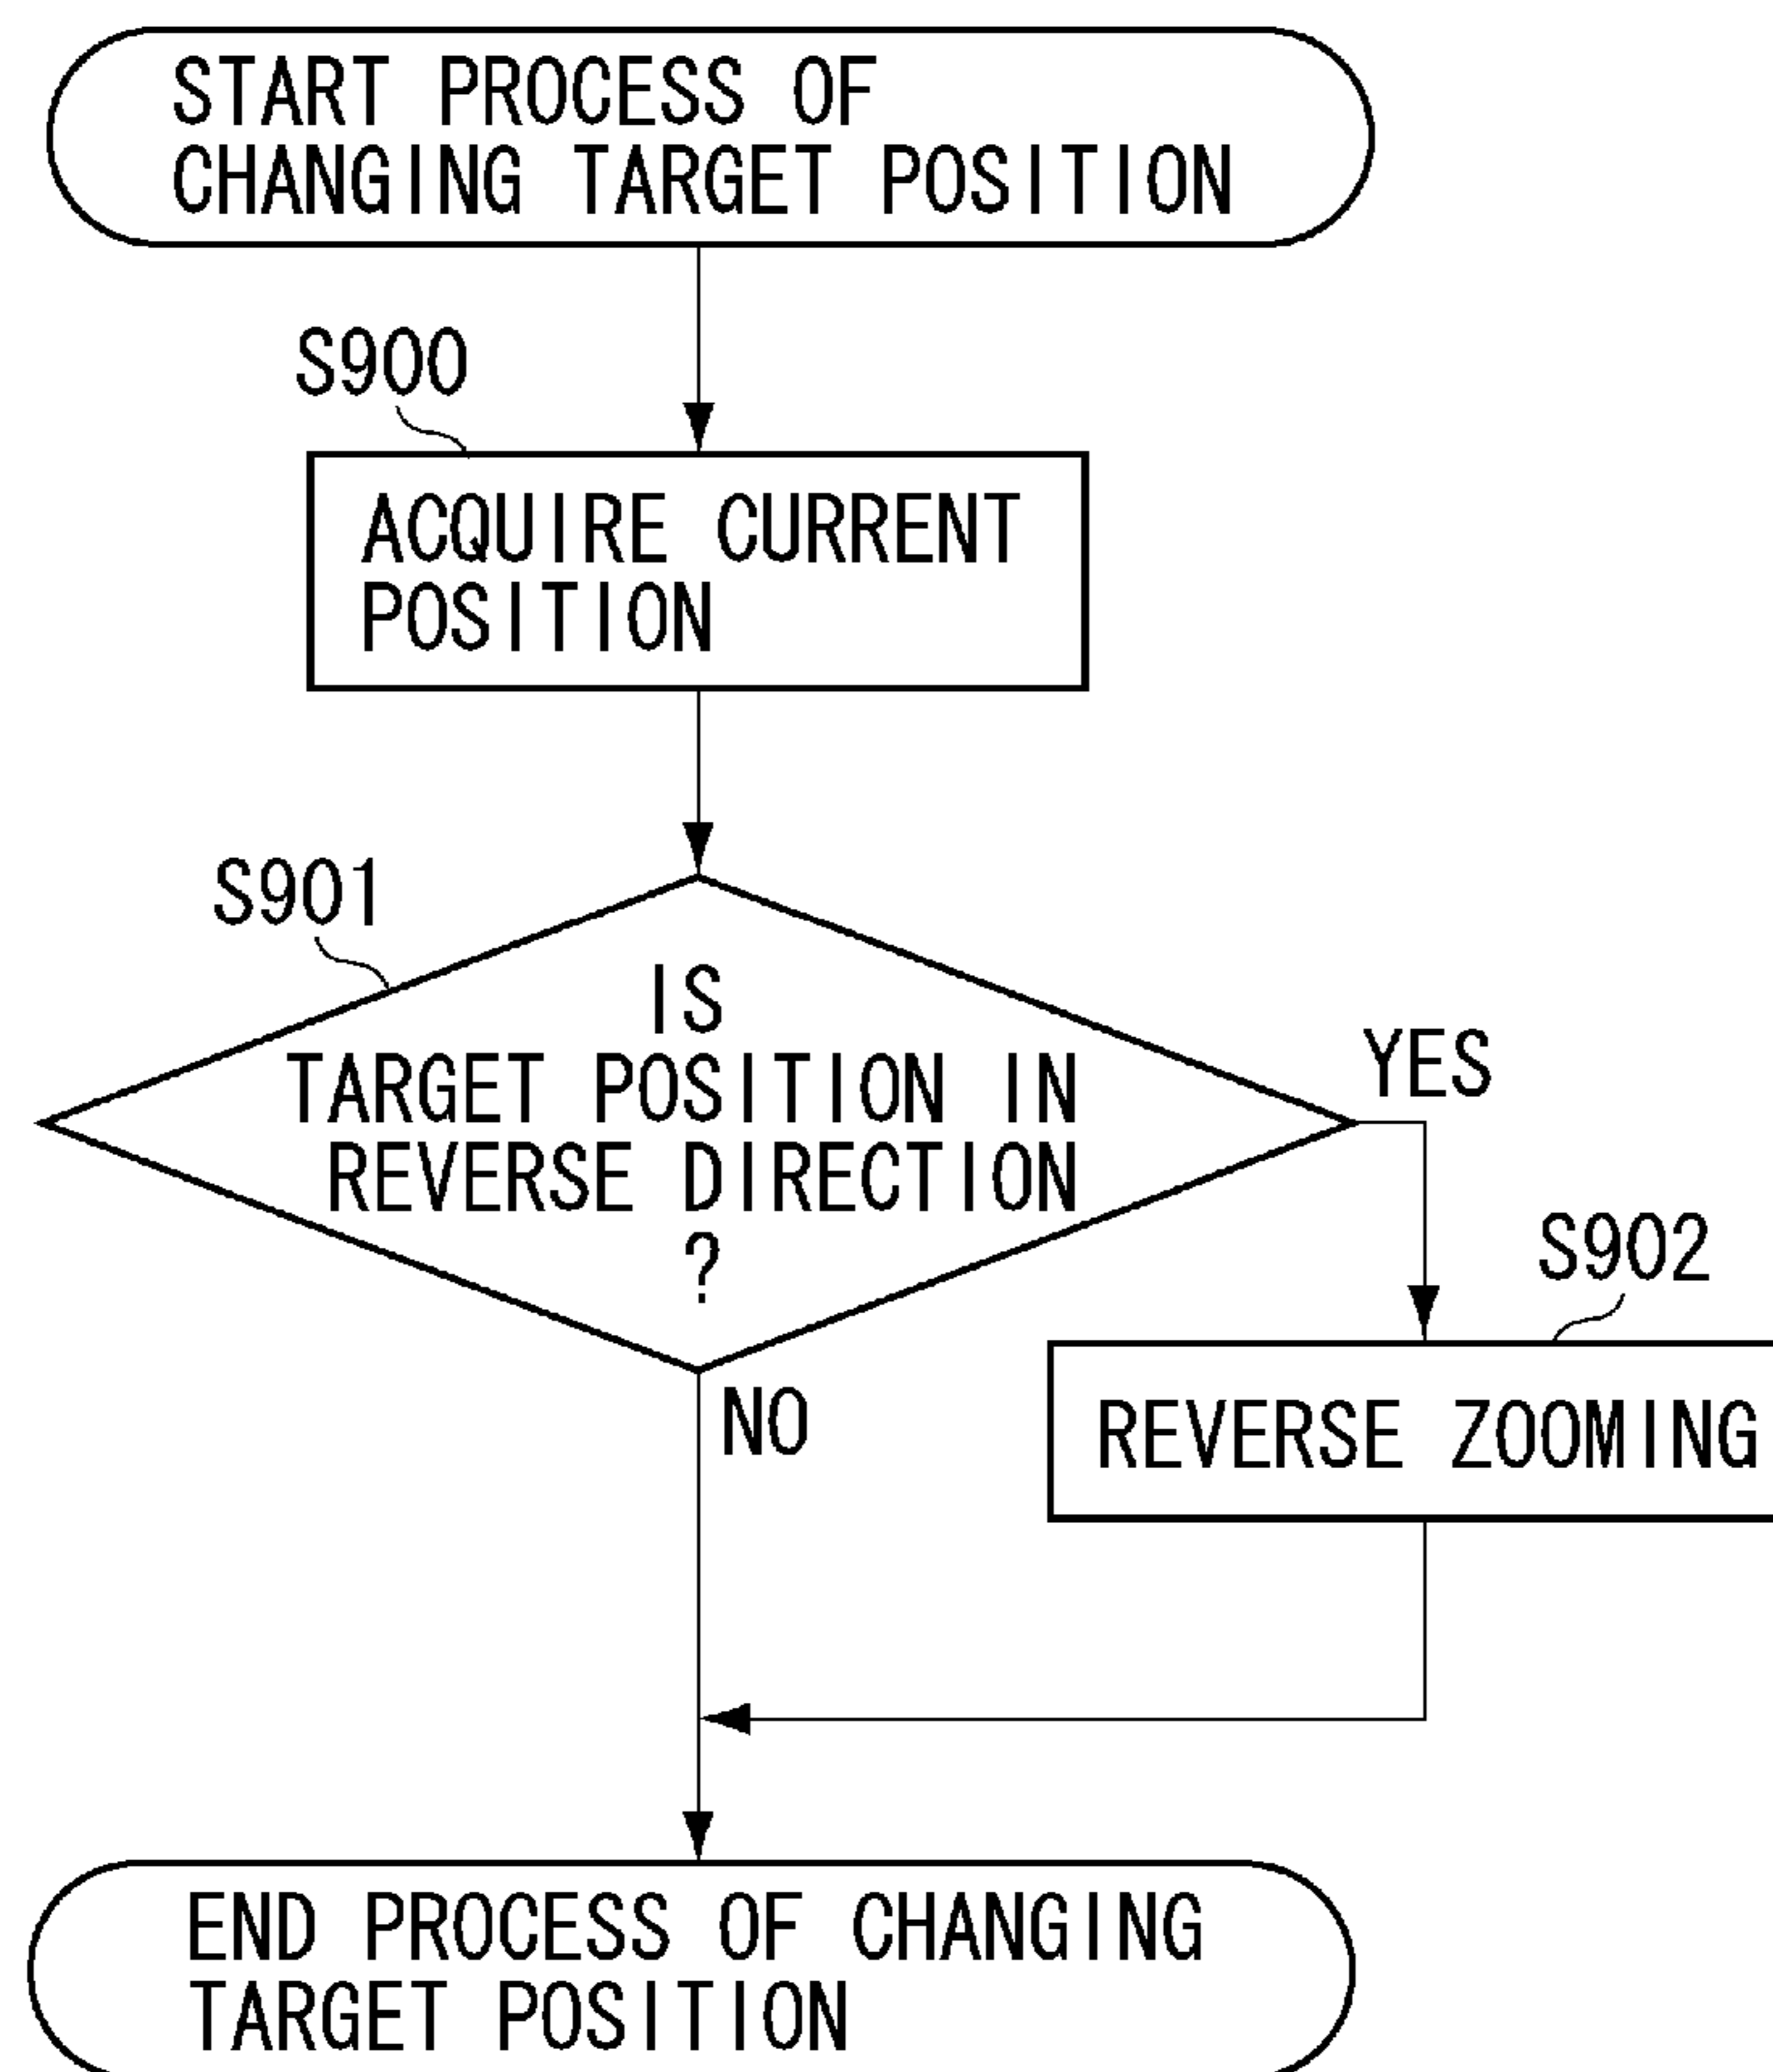 START PROCESS OF
CHANGING TARGET POSITION
S900
ACQUIRE CURRENT
POSITION
S901
IS
TARGET POSITION IN
REVERSE DIRECTION
?
YES
S902
REVERSE ZOOMING
NO
END PROCESS OF CHANGING
TARGET POSITION